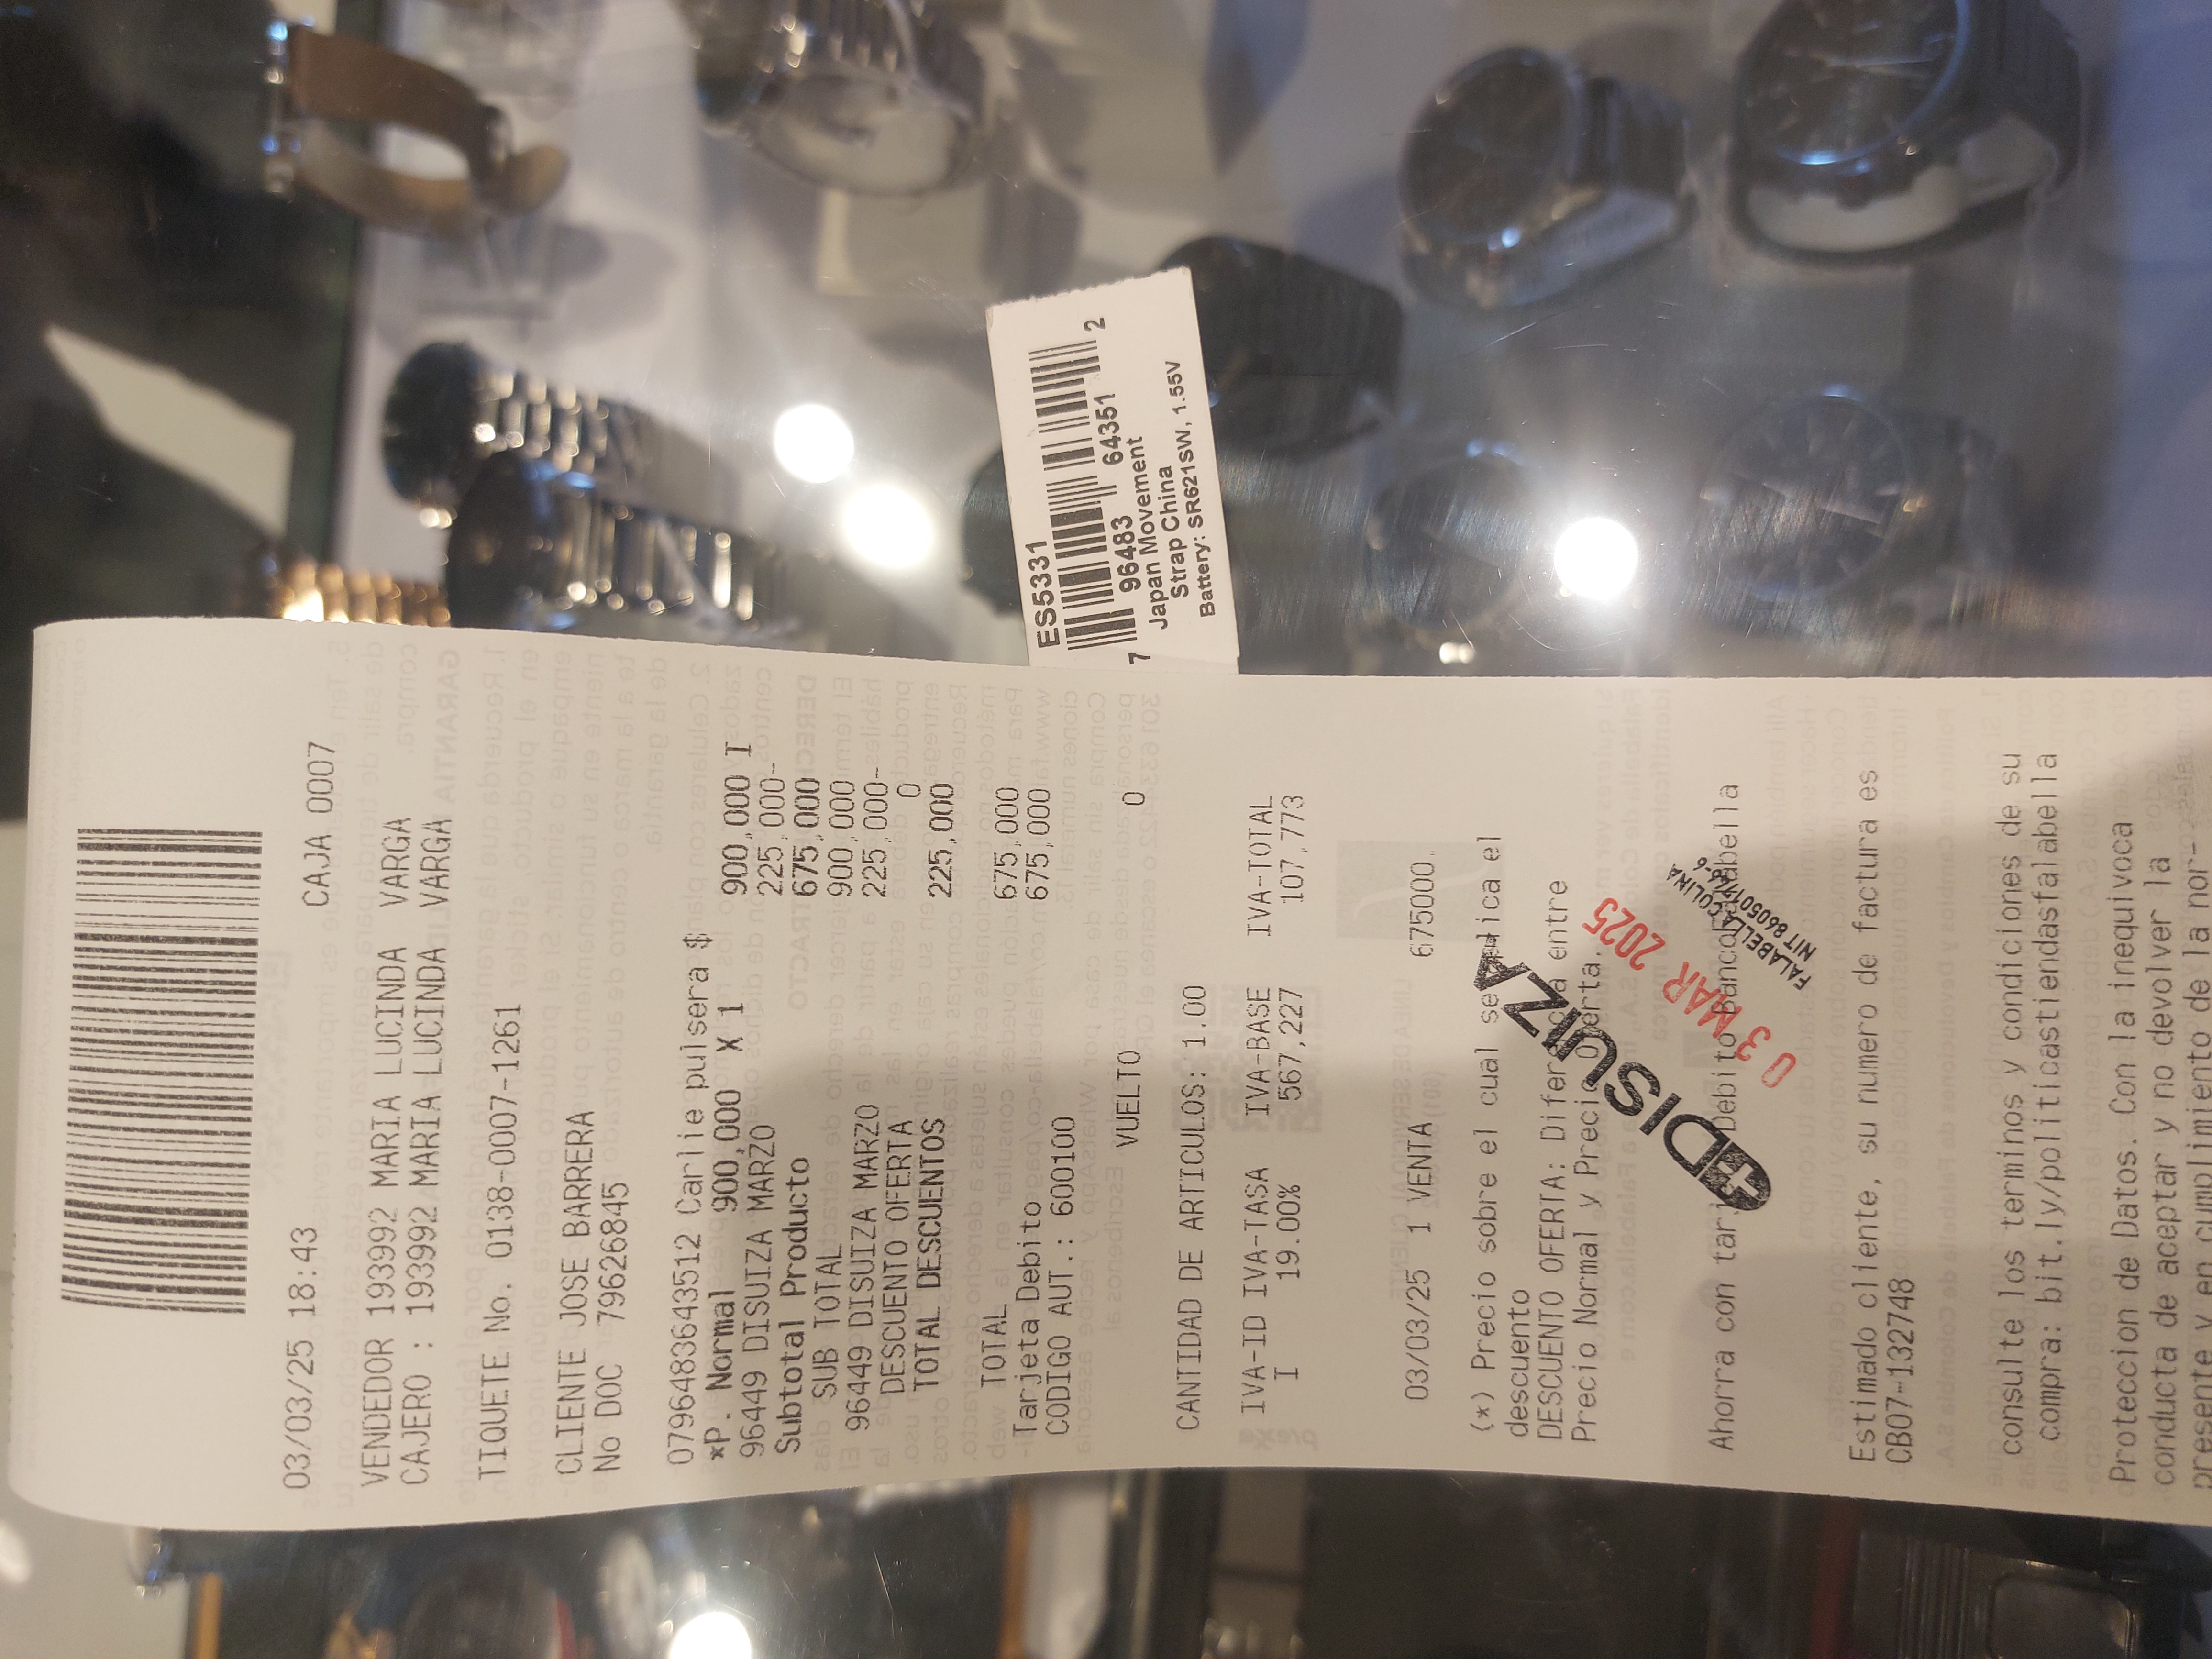 ES5331
7 96483 64351 2
Japan Movement
Strap China
Battery: SR621SW, 1.55V
03/03/25 18:43 CAJA 0007
VENDEDOR 193992 MARIA LUCINDA VARGA
CAJERO : 193992 MARIA LUCINDA VARGA
TIQUETE No. 0138-0007-1261
CLIENTE JOSE BARRERA
No DOC 79626845
0796483643512 Carlie pulsera $
*P. Normal 900,000 X 1 900,000 I
96449 DISUIZA MARZO 225,000-
Subtotal Producto 675,000
SUB TOTAL 900,000
96449 DISUIZA MARZO 225,000-
DESCUENTO OFERTA 0
TOTAL DESCUENTOS 225,000
TOTAL 675,000
Tarjeta Debito 675,000
CODIGO AUT.: 600100
VUELTO 0
CANTIDAD DE ARTICULOS: 1.00
IVA-ID IVA-TASA IVA-BASE IVA-TOTAL
I 19.00% 567,227 107,773
03/03/25 1 VENTA 675000.
(*) Precio sobre el cual se aplica el
descuento
DESCUENTO OFERTA: Diferencia entre
Precio Normal y Precio Oferta.
DISUIZA
03 MAR 2025
FALABELLA COLINA
Ahorra con tarj Debito Banco Falabella
Estimado cliente, su numero de factura es
CB07-132748
consulte los terminos y condiciones de su
compra: bit.ly/politicastiendasfalabella
Proteccion de Datos. Con la inequivoca
conducta de aceptar y no devolver la
presente y en cumplimiento de la nor-